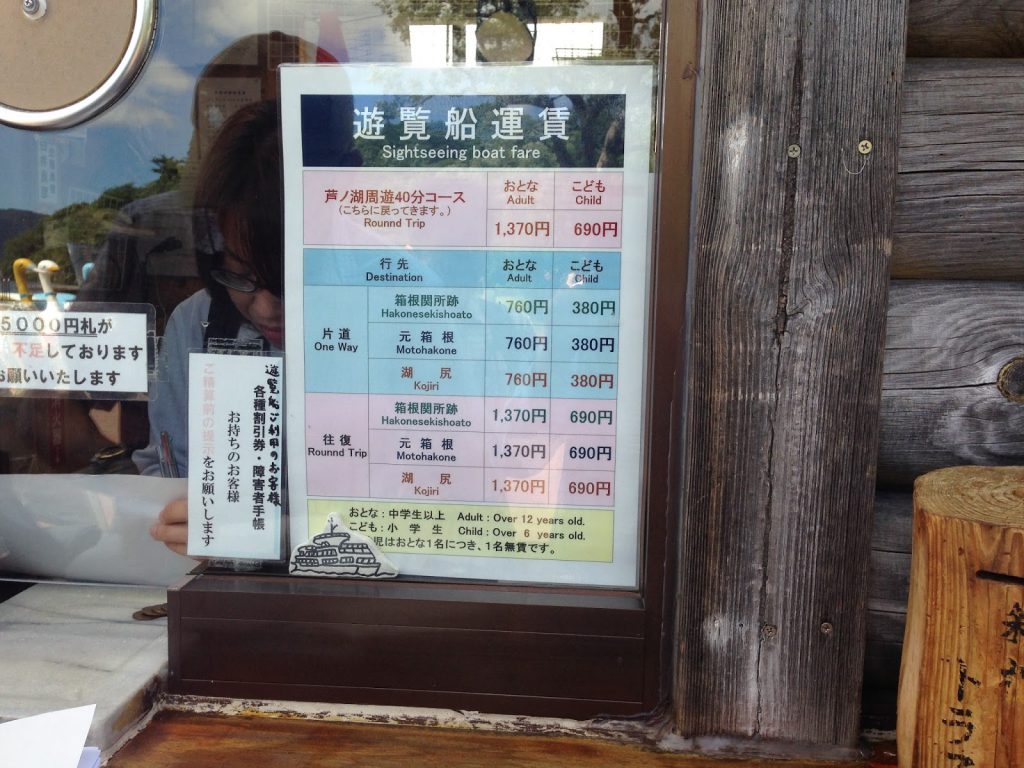 遊覧船運賃
Sightseeing boat fare
芦ノ湖周遊40分コース
(こちらに戻ってきます。)
Rounnd Trip
おとな
Adult
こども
Child
1,370円
690円
行先
Destination
おとな
Adult
こども
Child
片道
One Way
箱根関所跡
Hakonesekishoato
760円
380円
元箱根
Motohakone
760円
380円
湖尻
Kojiri
760円
380円
往復
Rounnd Trip
箱根関所跡
Hakonesekishoato
1,370円
690円
元箱根
Motohakone
1,370円
690円
湖尻
Kojiri
1,370円
690円
おとな:中学生以上 Adult : Over 12 years old.
こども:小学生 Child : Over 6 years old.
児はおとな1名につき、1名無賃です。
5000円札が
不足しております
お願いいたします
遊覧船ご利用のお客様
各種割引券・障害者手帳
お持ちのお客様
ご精算前の提示をお願いします